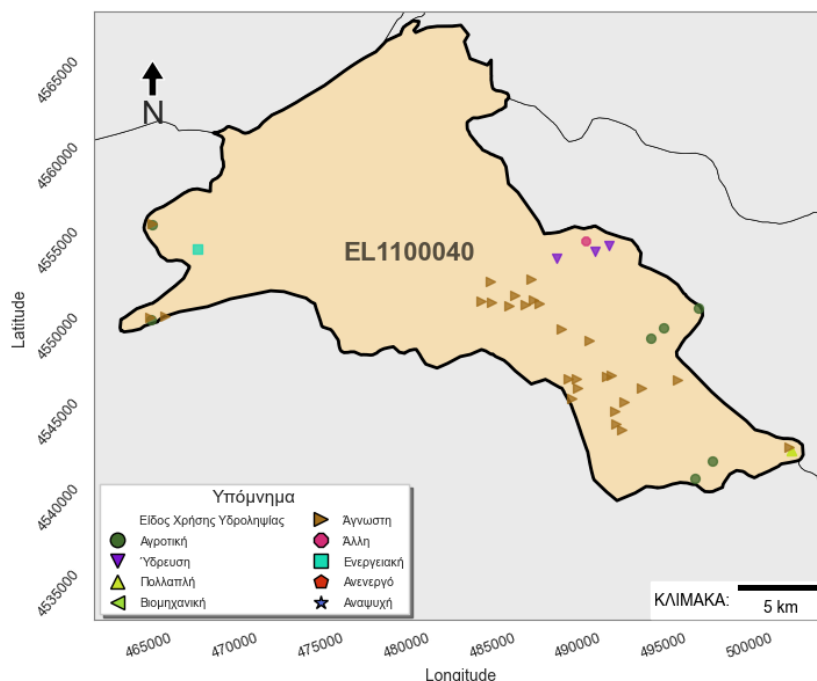 4565000
4560000
4555000
4550000
4545000
4540000
4535000
Latitude
N
EL1100040
Υπόμνημα
Είδος Χρήσης Υδροληψίας
Αγροτική
Ύδρευση
Πολλαπλή
Βιομηχανική
Άγνωστη
Άλλη
Ενεργειακή
Ανενεργό
Αναψυχή
ΚΛΙΜΑΚΑ:
5 km
465000
470000
475000
480000
485000
490000
495000
500000
Longitude